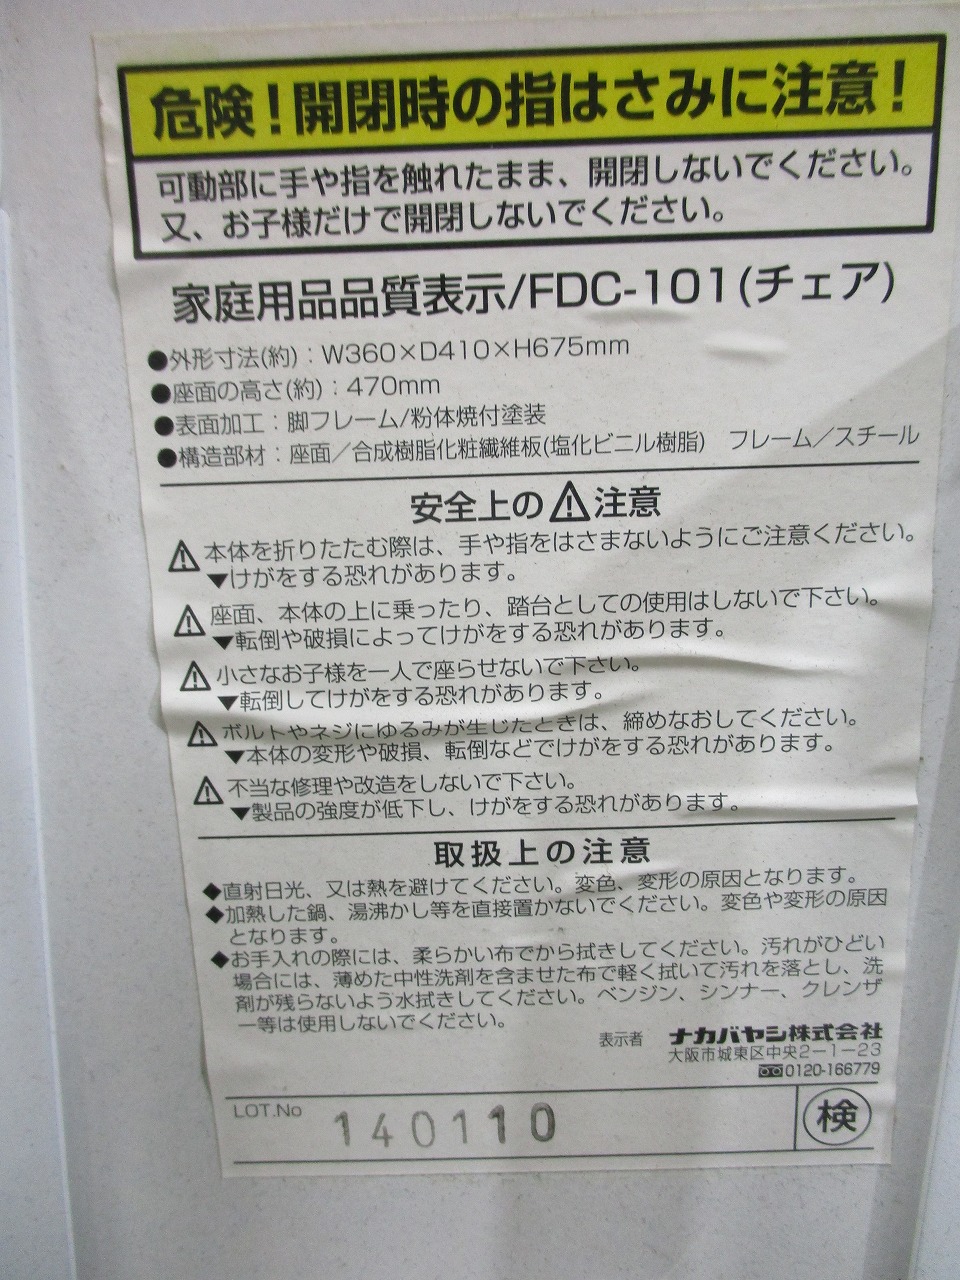 危険！開閉時の指はさみに注意！
可動部に手や指を触れたまま、開閉しないでください。
又、お子様だけで開閉しないでください。
家庭用品品質表示/FDC-101(チェア)
●外形寸法(約)：W360×D410×H675mm
●座面の高さ(約)：470mm
●表面加工：脚フレーム/粉体焼付塗装
●構造部材：座面／合成樹脂化粧繊維板(塩化ビニル樹脂)　フレーム／スチール
安全上の⚠注意
⚠本体を折りたたむ際は、手や指をはさまないようにご注意ください。
▼けがをする恐れがあります。
⚠座面、本体の上に乗ったり、踏台としての使用はしないで下さい。
▼転倒や破損によってけがをする恐れがあります。
⚠小さなお子様を一人で座らせないで下さい。
▼転倒してけがをする恐れがあります。
⚠ボルトやネジにゆるみが生じたときは、締めなおしてください。
▼本体の変形や破損、転倒などでけがをする恐れがあります。
⚠不当な修理や改造をしないで下さい。
▼製品の強度が低下し、けがをする恐れがあります。
取扱上の注意
◆直射日光、又は熱を避けてください。変色、変形の原因となります。
◆加熱した鍋、湯沸かし等を直接置かないでください。変色や変形の原因
となります。
◆お手入れの際には、柔らかい布でから拭きしてください。汚れがひどい
場合には、薄めた中性洗剤を含ませた布で軽く拭いて汚れを落とし、洗
剤が残らないよう水拭きしてください。ベンジン、シンナー、クレンザ
ー等は使用しないでください。
表示者　ナカバヤシ株式会社
大阪市城東区中央2－1－23
0120-166779
LOT.No 140110 検